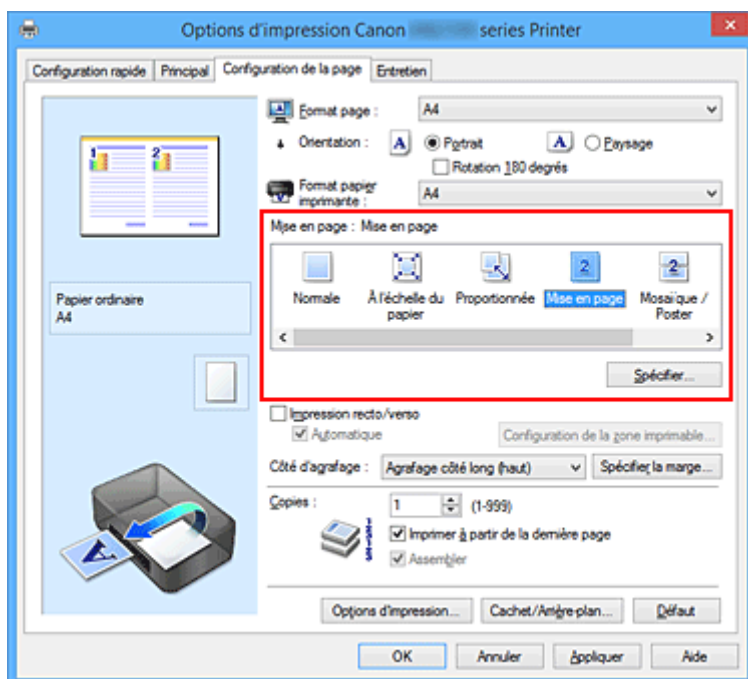 Options d'impression Canon series Printer
Configuration rapide Principal Configuration de la page Entretien
Format page : A4
Orientation : A Portrait A Paysage
Rotation 180 degrés
Format papier imprimante : A4
Mise en page : Mise en page
Normale
À l'échelle du papier
Proportionnée
2
Mise en page
2
Mosaïque / Poster
Spécifier...
1 2
Papier ordinaire
A4
Impression recto/verso
Automatique
Configuration de la zone imprimable...
Côté d'agrafage : Agrafage côté long (haut) Spécifier la marge...
Copies : 1 (1-999)
Imprimer à partir de la dernière page
Assembler
A
Options d'impression... Cachet/Arrière-plan... Défaut
OK Annuler Appliquer Aide